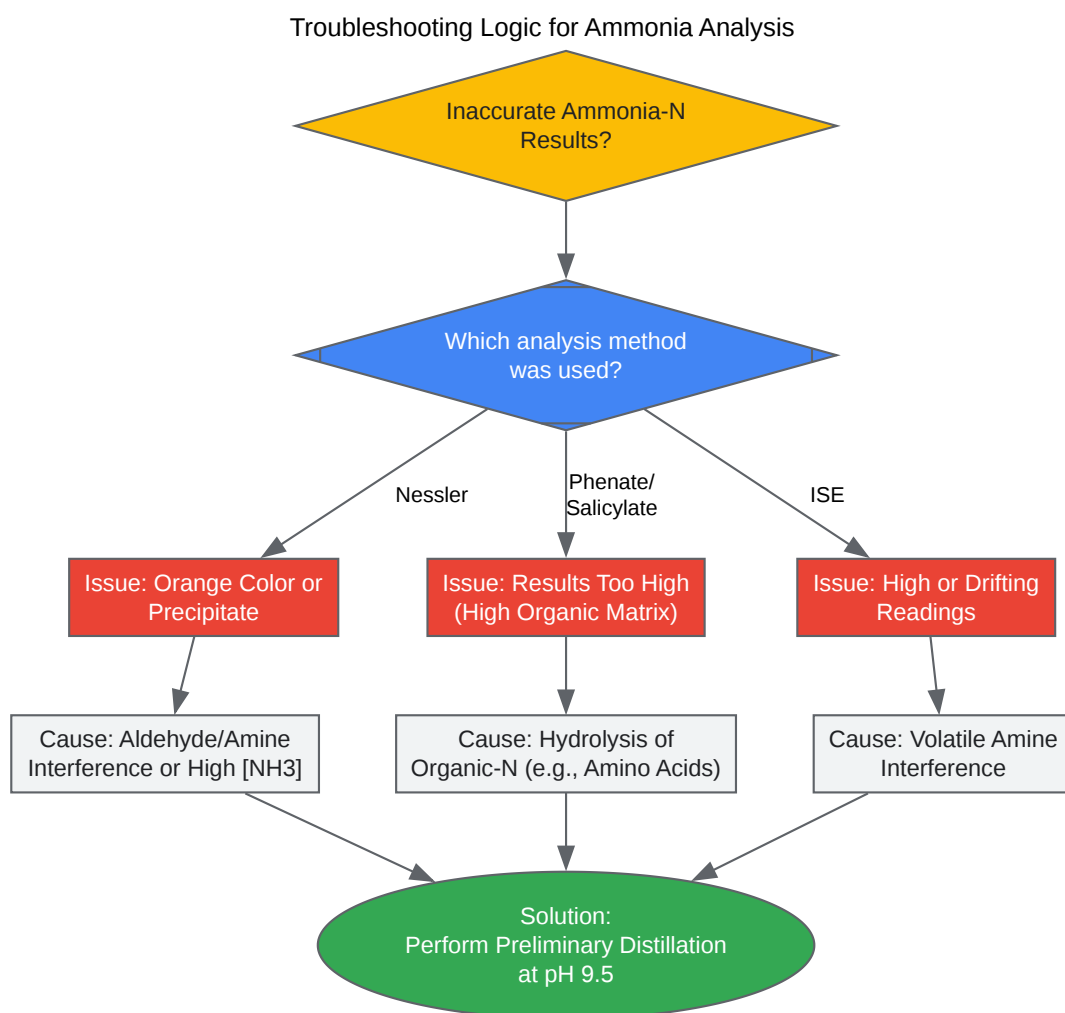 Troubleshooting Logic for Ammonia Analysis
Inaccurate Ammonia-N
Results?
Which analysis method
was used?
Nessler
Phenate/
Salicylate
ISE
Issue: Orange Color or
Precipitate
Issue: Results Too High
(High Organic Matrix)
Issue: High or Drifting
Readings
Cause: Aldehyde/Amine
Interference or High [NH3]
Cause: Hydrolysis of
Organic-N (e.g., Amino Acids)
Cause: Volatile Amine
Interference
Solution:
Perform Preliminary Distillation
at pH 9.5